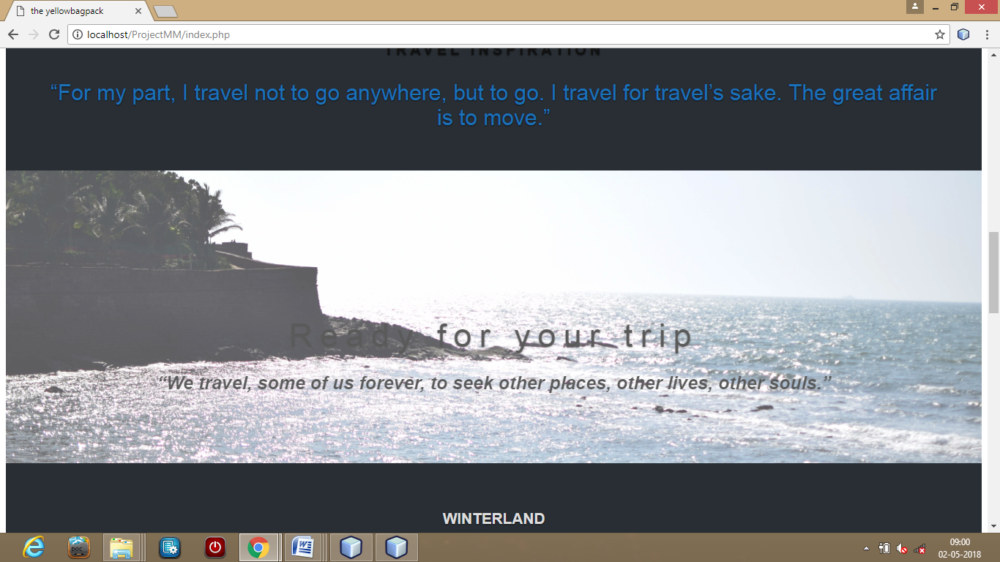 the yellowbagpack
localhost/ProjectMM/index.php
TRAVEL INSPIRATION
“For my part, I travel not to go anywhere, but to go. I travel for travel’s sake. The great affair
is to move.”
Ready for your trip
“We travel, some of us forever, to seek other places, other lives, other souls.”
WINTERLAND
DOC
09:00
02-05-2018